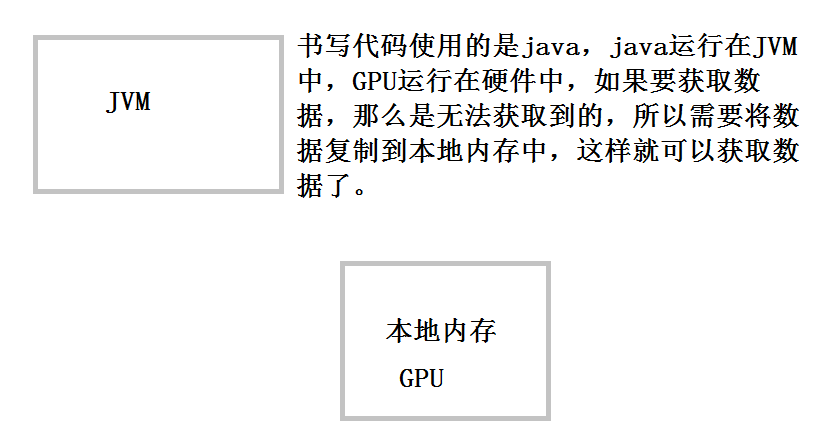 JVM
书写代码使用的是java，java运行在JVM
中，GPU运行在硬件中，如果要获取数
据，那么是无法获取到的，所以需要将数
据复制到本地内存中，这样就可以获取数
据了。
本地内存
GPU